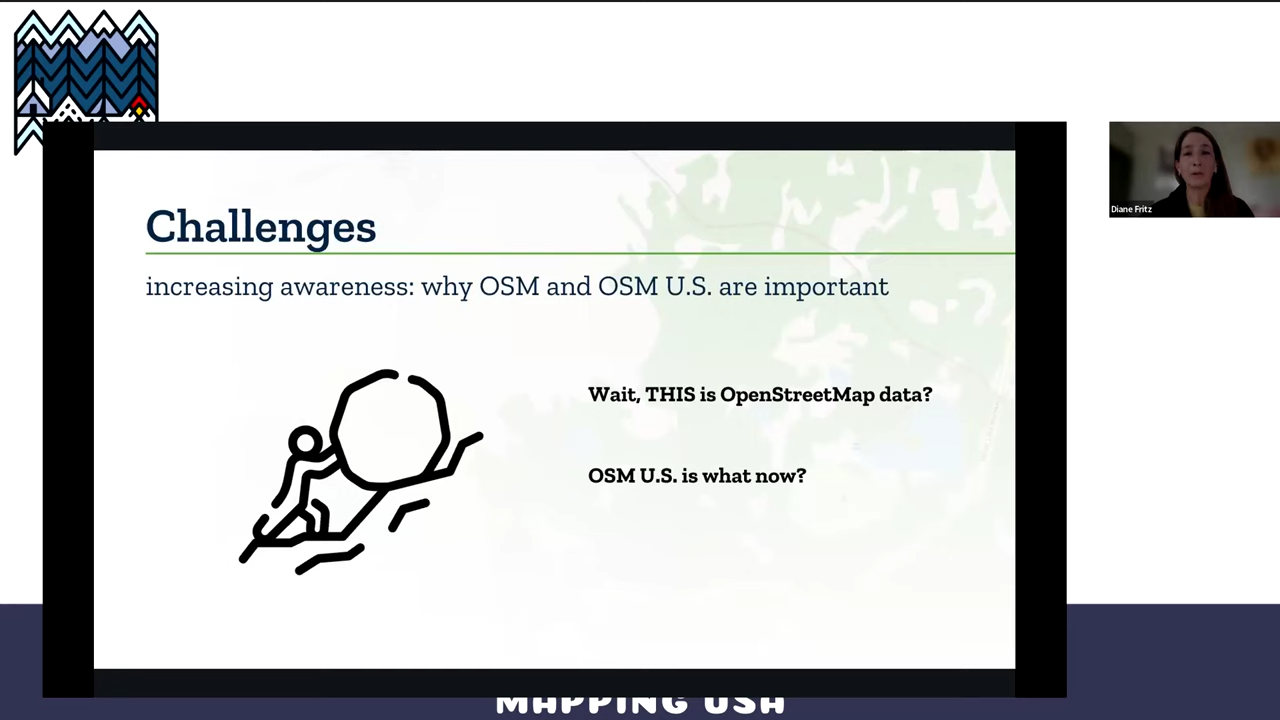 Challenges
increasing awareness: why OSM and OSM U.S. are important
Wait, THIS is OpenStreetMap data?
OSM U.S. is what now?
Diane Fritz
MAPPING USA